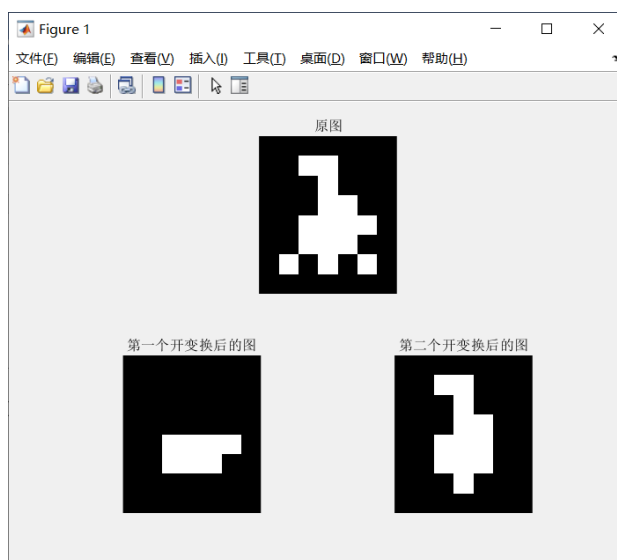 Figure 1
文件(F) 编辑(E) 查看(V) 插入(I) 工具(T) 桌面(D) 窗口(W) 帮助(H)
原图
第一个开变换后的图
第二个开变换后的图